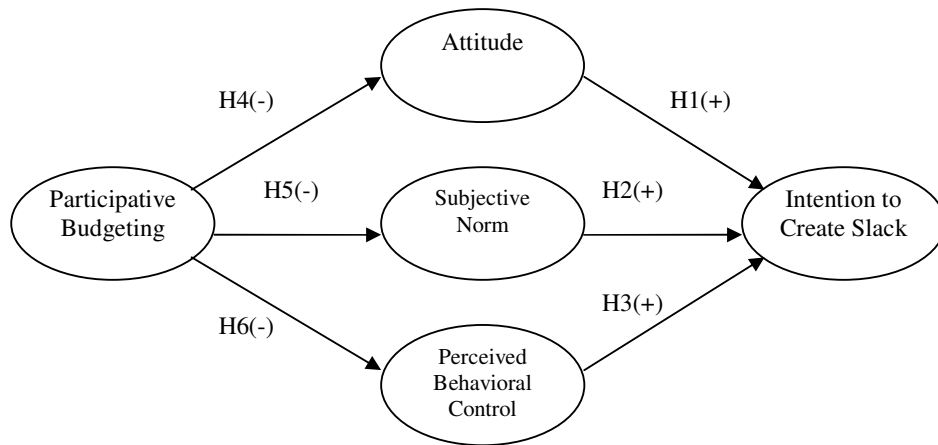 Attitude
H4(-)
H1(+)
Participative
Budgeting
H5(-)
Subjective
Norm
H2(+)
Intention to
Create Slack
H6(-)
H3(+)
Perceived
Behavioral
Control